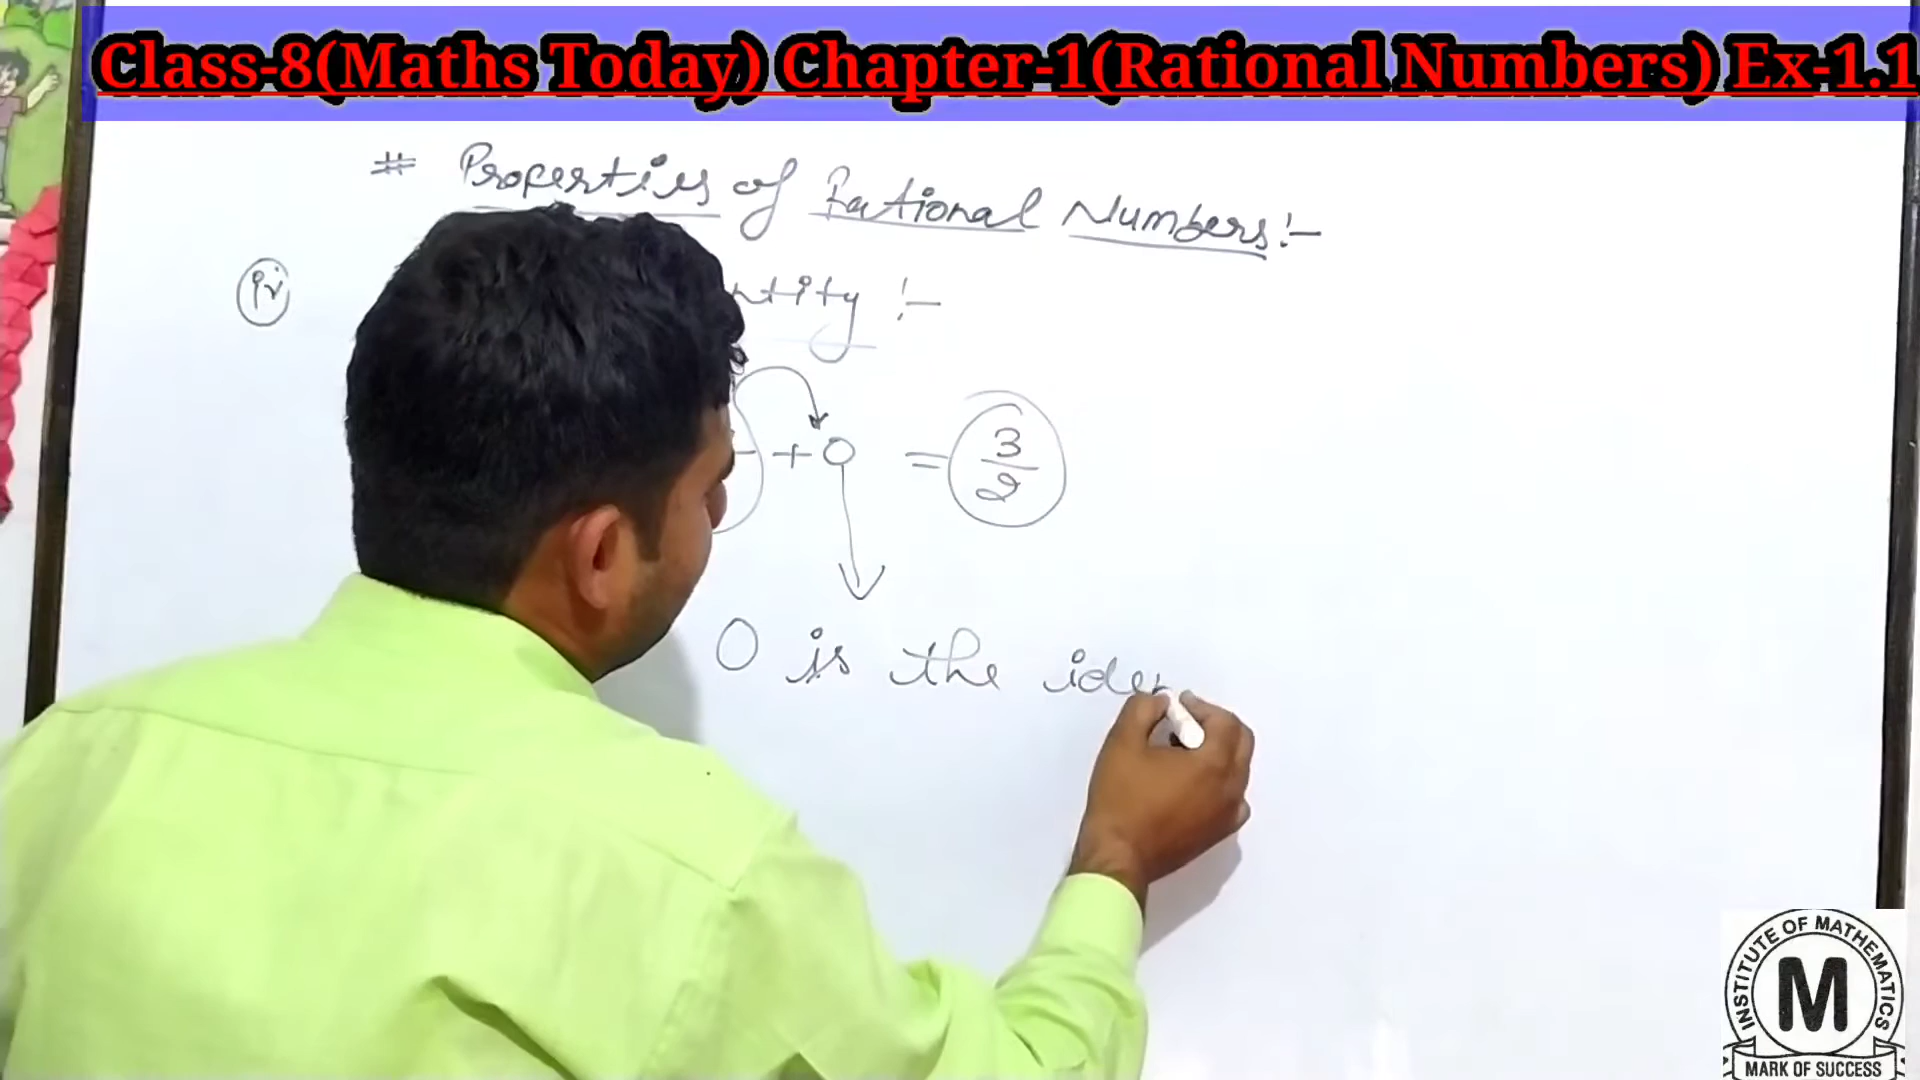 Class-8(Maths Today) Chapter-1(Rational Numbers) Ex-1.1
# Properties of Rational Numbers:-
(iv) ntity :-
+ 0 = 3/2
0 is the iden
INSTITUTE OF MATHEMATICS
M
MARK OF SUCCESS